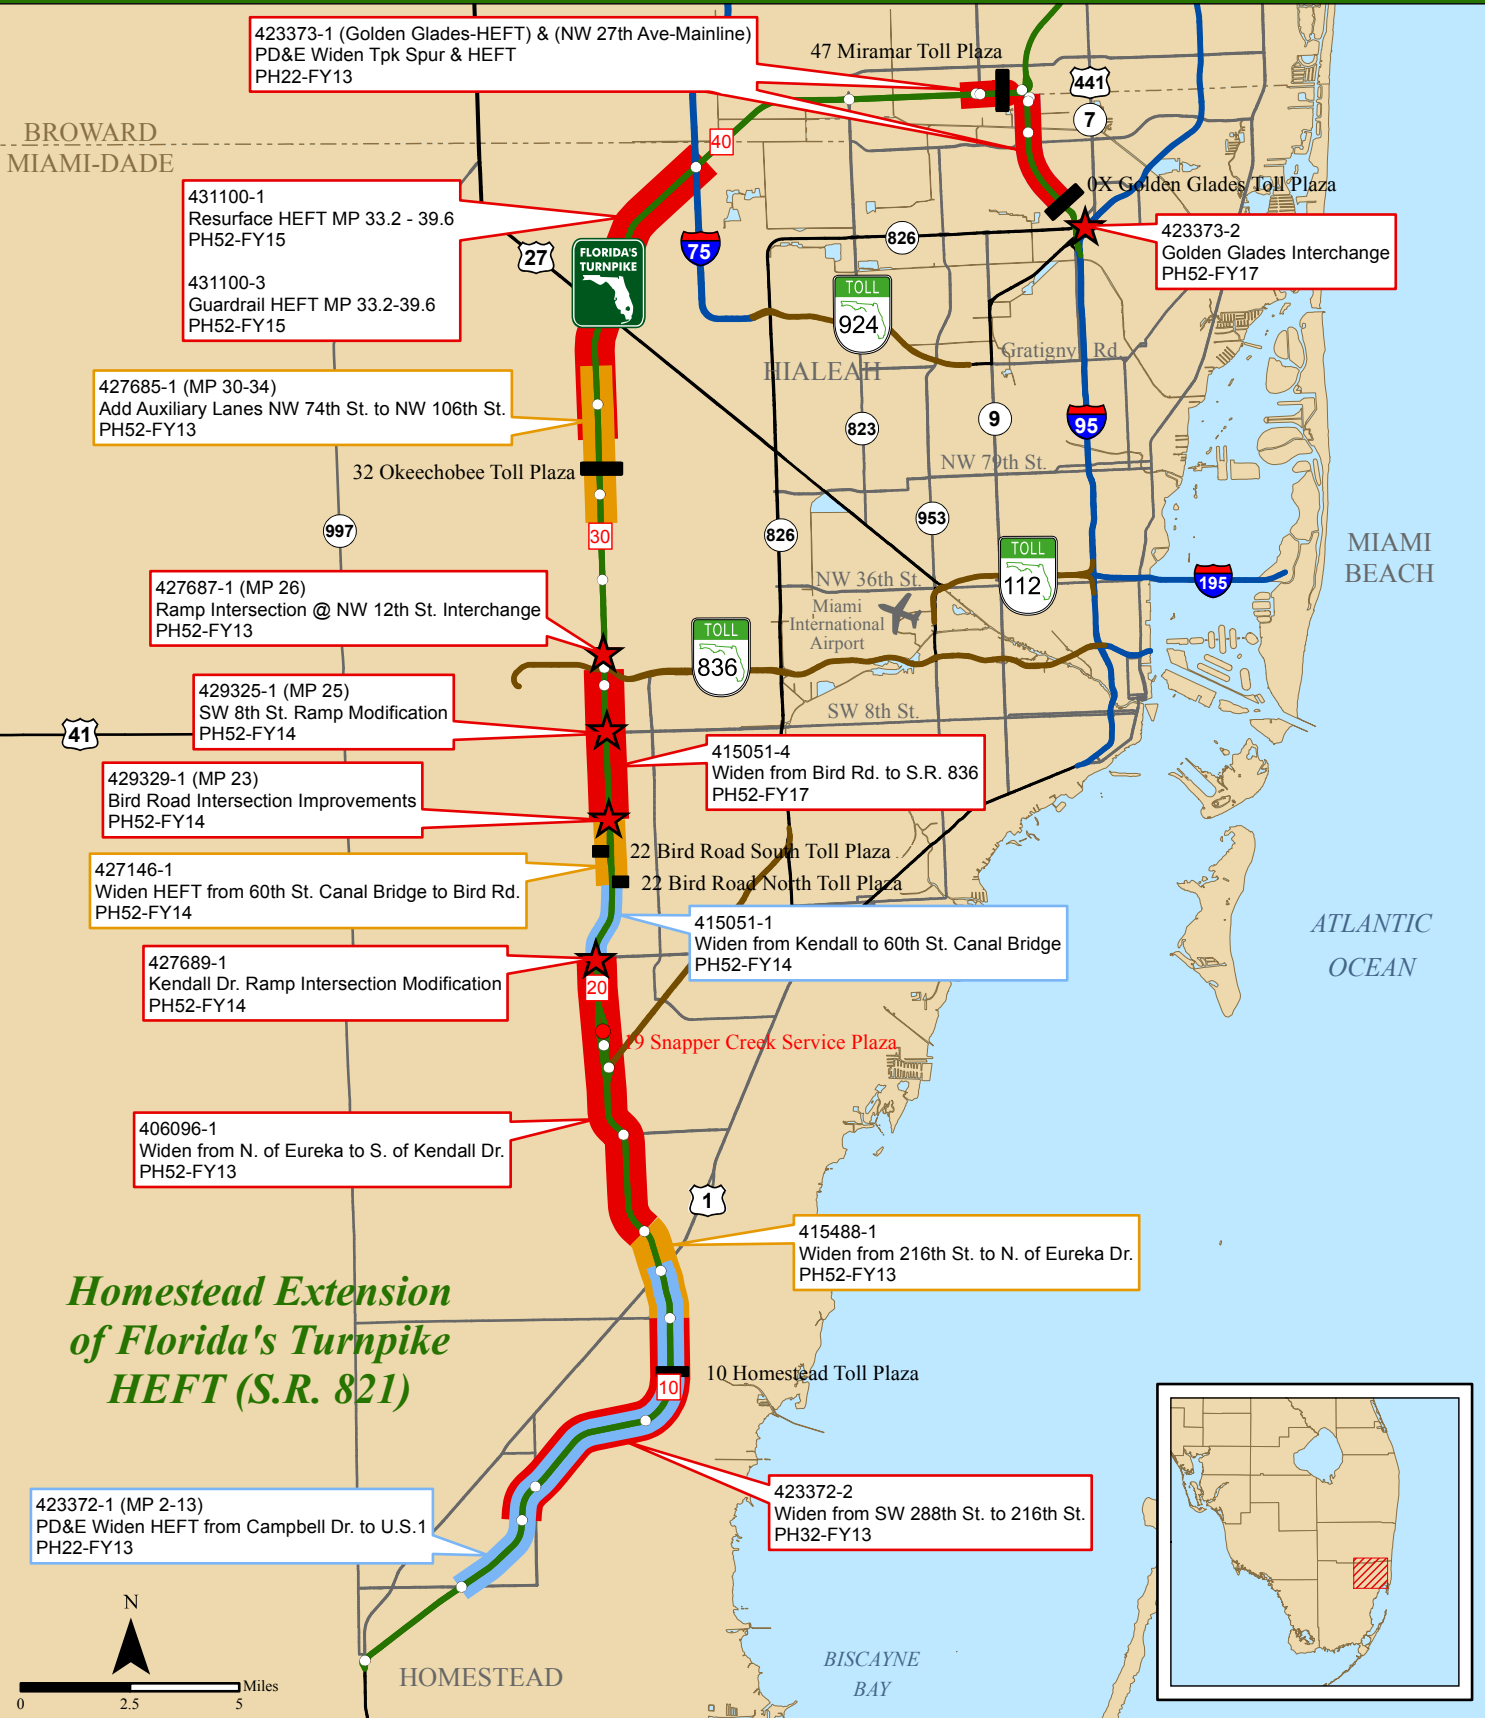 423373-1 (Golden Glades-HEFT) & (NW 27th Ave-Mainline)
PD&E Widen Tpk Spur & HEFT
PH22-FY13
47 Miramar Toll Plaza
441
7
BROWARD
MIAMI-DADE
40
0X Golden Glades Toll Plaza
431100-1
Resurface HEFT MP 33.2 - 39.6
PH52-FY15
431100-3
Guardrail HEFT MP 33.2-39.6
PH52-FY15
27
FLORIDA'S
TURNPIKE
75
826
423373-2
Golden Glades Interchange
PH52-FY17
TOLL
924
Gratigny Rd.
HIALEAH
427685-1 (MP 30-34)
Add Auxiliary Lanes NW 74th St. to NW 106th St.
PH52-FY13
823
9
95
32 Okeechobee Toll Plaza
NW 79th St.
997
30
826
953
MIAMI
BEACH
TOLL
112
195
NW 36th St.
Miami
International
Airport
427687-1 (MP 26)
Ramp Intersection @ NW 12th St. Interchange
PH52-FY13
TOLL
836
429325-1 (MP 25)
SW 8th St. Ramp Modification
PH52-FY14
SW 8th St.
41
415051-4
Widen from Bird Rd. to S.R. 836
PH52-FY17
429329-1 (MP 23)
Bird Road Intersection Improvements
PH52-FY14
22 Bird Road South Toll Plaza
22 Bird Road North Toll Plaza
427146-1
Widen HEFT from 60th St. Canal Bridge to Bird Rd.
PH52-FY14
415051-1
Widen from Kendall to 60th St. Canal Bridge
PH52-FY14
ATLANTIC
OCEAN
427689-1
Kendall Dr. Ramp Intersection Modification
PH52-FY14
20
19 Snapper Creek Service Plaza
406096-1
Widen from N. of Eureka to S. of Kendall Dr.
PH52-FY13
1
415488-1
Widen from 216th St. to N. of Eureka Dr.
PH52-FY13
Homestead Extension
of Florida's Turnpike
HEFT (S.R. 821)
10 Homestead Toll Plaza
10
423372-2
Widen from SW 288th St. to 216th St.
PH32-FY13
423372-1 (MP 2-13)
PD&E Widen HEFT from Campbell Dr. to U.S.1
PH22-FY13
N
HOMESTEAD
BISCAYNE
BAY
Miles
0 2.5 5